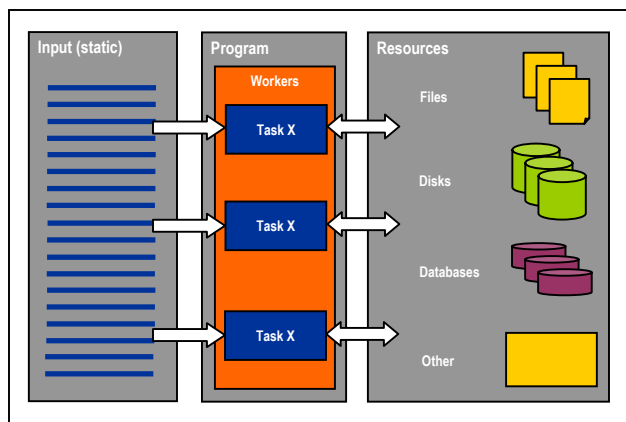 Input (static)
Program
Resources
Workers
Files
Task X
Disks
Task X
Databases
Task X
Other